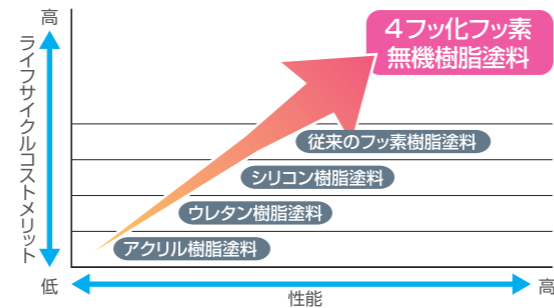 高
ライフサイクルコストメリット
4フッ化フッ素
無機樹脂塗料
従来のフッ素樹脂塗料
シリコン樹脂塗料
ウレタン樹脂塗料
アクリル樹脂塗料
低
性能
高